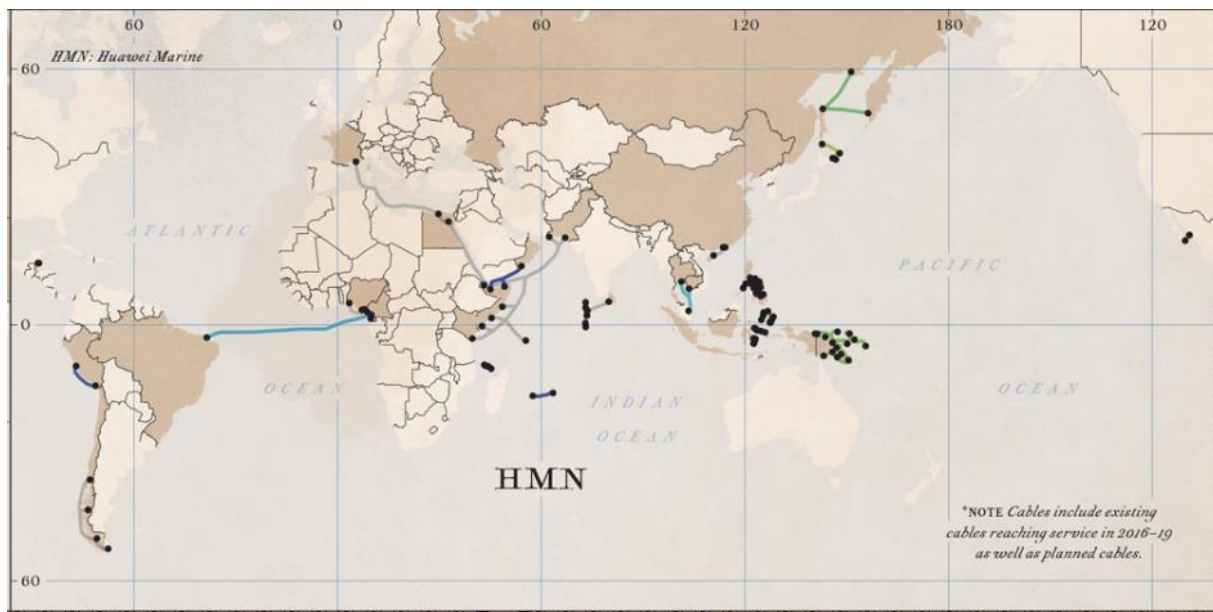 60 0 60 120 180 120
HMN: Huawei Marine
60
ATLANTIC
PACIFIC
0
OCEAN
INDIAN
OCEAN
OCEAN
HMN
*NOTE Cables include existing
cables reaching service in 2016–19
as well as planned cables.
60